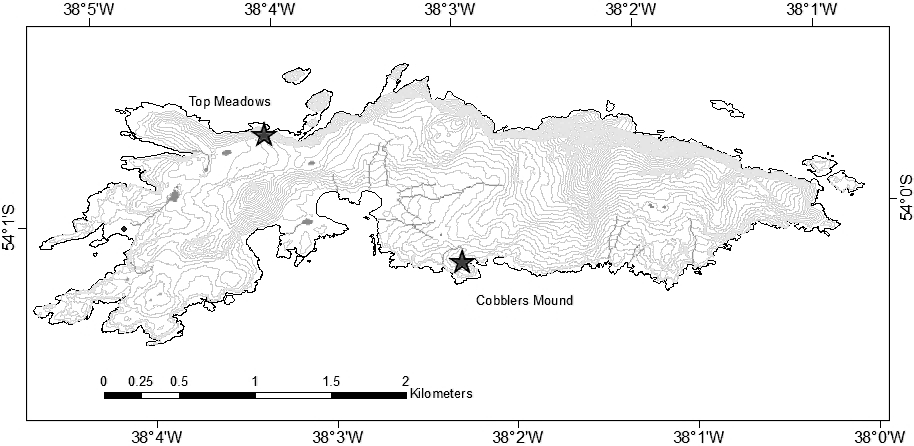 38°5'W 38°4'W 38°3'W 38°2'W 38°1'W
Top Meadows
54°0'S
54°1'S
Cobblers Mound
0 0.25 0.5 1 1.5 2
Kilometers
38°4'W 38°3'W 38°2'W 38°1'W 38°0'W